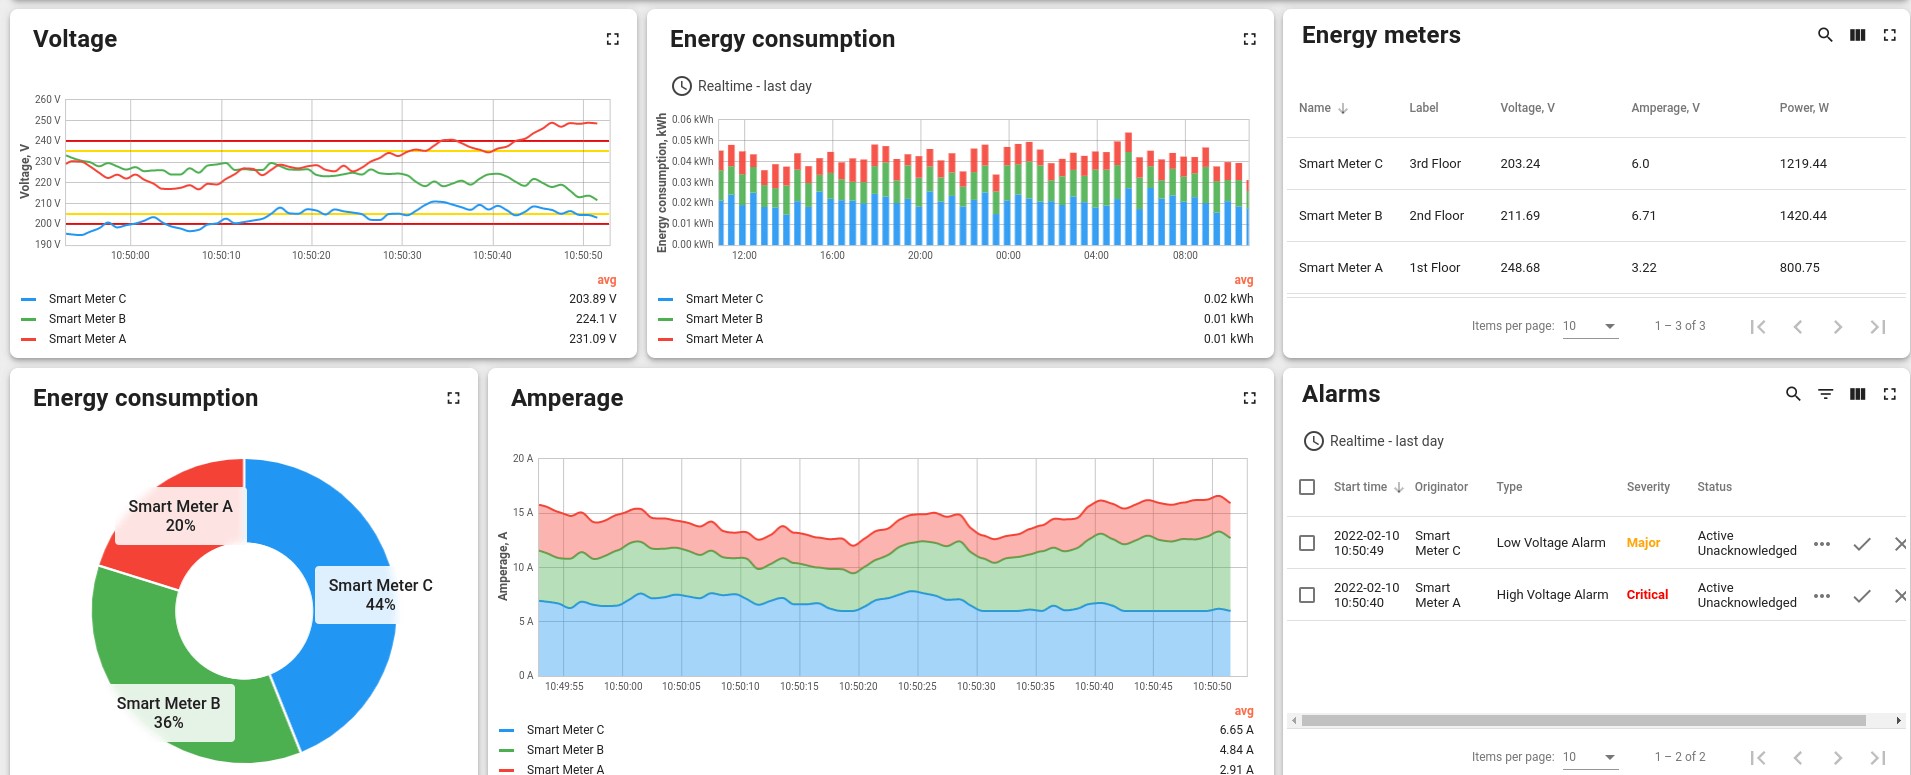 Voltage
Voltage, V
260 V
250 V
240 V
230 V
220 V
210 V
200 V
190 V
10:50:00 10:50:10 10:50:20 10:50:30 10:50:40 10:50:50
avg
Smart Meter C 203.89 V
Smart Meter B 224.1 V
Smart Meter A 231.09 V
Energy consumption
Realtime - last day
Energy consumption, kWh
0.06 kWh
0.05 kWh
0.04 kWh
0.03 kWh
0.02 kWh
0.01 kWh
0.00 kWh
12:00 16:00 20:00 00:00 04:00 08:00
avg
Smart Meter C 0.02 kWh
Smart Meter B 0.01 kWh
Smart Meter A 0.01 kWh
Energy meters
Name Label Voltage, V Amperage, V Power, W
Smart Meter C 3rd Floor 203.24 6.0 1219.44
Smart Meter B 2nd Floor 211.69 6.71 1420.44
Smart Meter A 1st Floor 248.68 3.22 800.75
Items per page: 10 1 – 3 of 3
Energy consumption
Smart Meter A
20%
Smart Meter C
44%
Smart Meter B
36%
Amperage
Amperage, A
20 A
15 A
10 A
5 A
0 A
10:49:55 10:50:00 10:50:05 10:50:10 10:50:15 10:50:20 10:50:25 10:50:30 10:50:35 10:50:40 10:50:45 10:50:50
avg
Smart Meter C 6.65 A
Smart Meter B 4.84 A
Smart Meter A 2.91 A
Alarms
Realtime - last day
Start time Originator Type Severity Status
2022-02-10 Smart Low Voltage Alarm Major Active
10:50:49 Meter C Unacknowledged
2022-02-10 Smart High Voltage Alarm Critical Active
10:50:40 Meter A Unacknowledged
Items per page: 10 1 – 2 of 2